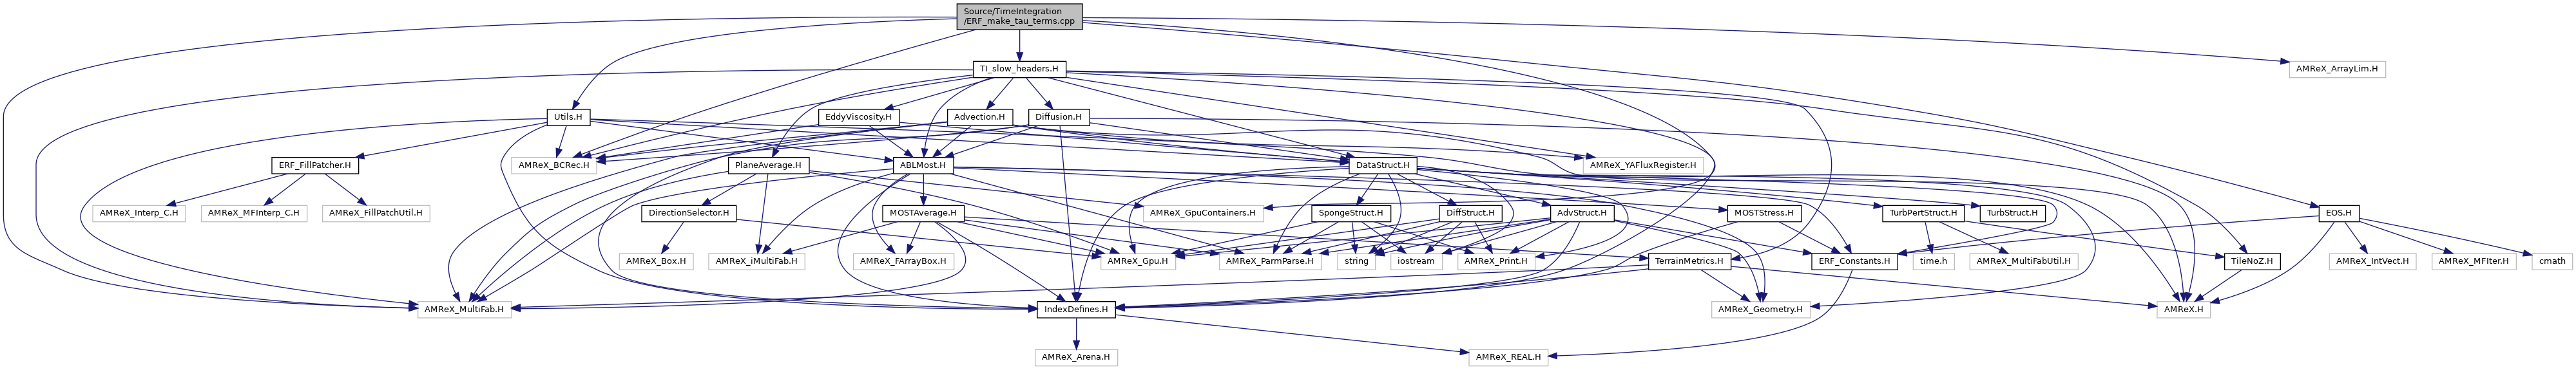 Source/TimeIntegration
/ERF_make_tau_terms.cpp
TI_slow_headers.H
AMReX_ArrayLim.H
Utils.H
EddyViscosity.H
Advection.H
Diffusion.H
ERF_FillPatcher.H
AMReX_BCRec.H
PlaneAverage.H
ABLMost.H
DataStruct.H
AMReX_YAFluxRegister.H
AMReX_Interp_C.H
AMReX_MFInterp_C.H
AMReX_FillPatchUtil.H
DirectionSelector.H
MOSTAverage.H
AMReX_GpuContainers.H
SpongeStruct.H
DiffStruct.H
AdvStruct.H
MOSTStress.H
TurbPertStruct.H
TurbStruct.H
EOS.H
AMReX_Box.H
AMReX_iMultiFab.H
AMReX_FArrayBox.H
AMReX_Gpu.H
AMReX_ParmParse.H
string
iostream
AMReX_Print.H
TerrainMetrics.H
ERF_Constants.H
time.h
AMReX_MultiFabUtil.H
TileNoZ.H
AMReX_IntVect.H
AMReX_MFIter.H
cmath
AMReX_MultiFab.H
IndexDefines.H
AMReX_Geometry.H
AMReX.H
AMReX_Arena.H
AMReX_REAL.H